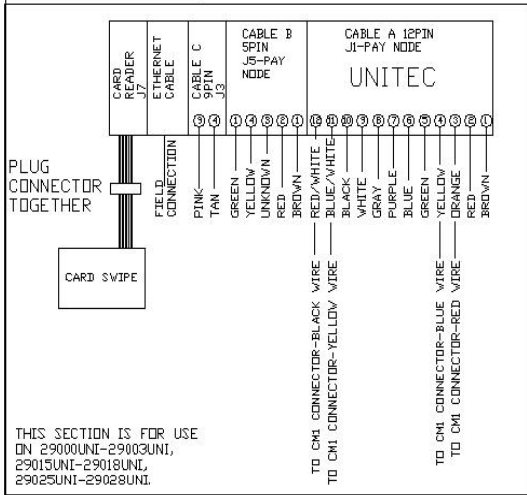 CARD
READER
J7
ETHERNET
CABLE
CABLE C
9PIN
J3
CABLE B
5PIN
J5-PAY
NODE
CABLE A 12PIN
J1-PAY NODE
UNITEC
3 4 1 4 3 2 1 12 11 10 9 8 7 6 5 4 3 2 1
PLUG
CONNECTOR
TOGETHER
FIELD
CONNECTION
PINK
TAN
GREEN
YELLOW
UNKNOWN
RED
BROWN
RED/WHITE
BLUE/WHITE
BLACK
WHITE
GRAY
PURPLE
BLUE
GREEN
YELLOW
ORANGE
RED
BROWN
TO CM1 CONNECTOR-BLACK WIRE
TO CM1 CONNECTOR-YELLOW WIRE
TO CM1 CONNECTOR-BLUE WIRE
TO CM1 CONNECTOR-RED WIRE
CARD SWIPE
THIS SECTION IS FOR USE
ON 29000UNI-29003UNI,
29015UNI-29018UNI,
29025UNI-29028UNI.